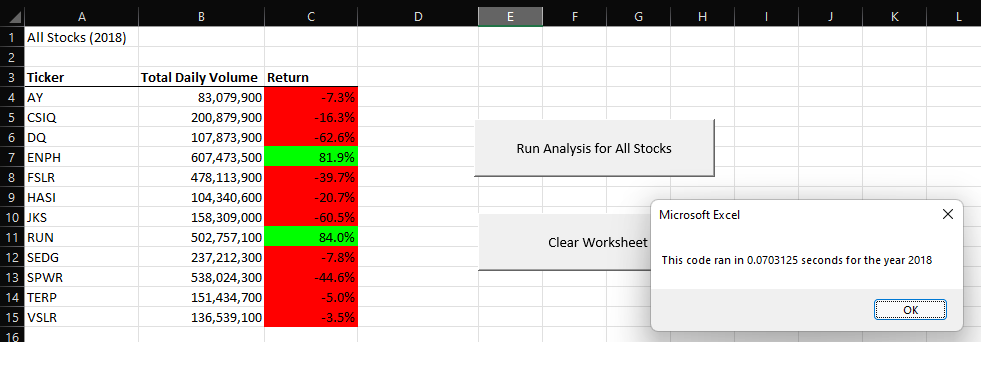 A B C D E F G H I J K L
1 All Stocks (2018)
2
3 Ticker Total Daily Volume Return
4 AY 83,079,900 -7.3%
5 CSIQ 200,879,900 -16.3%
6 DQ 107,873,900 -62.6%
7 ENPH 607,473,500 81.9%
8 FSLR 478,113,900 -39.7%
9 HASI 104,340,600 -20.7%
10 JKS 158,309,000 -60.5%
11 RUN 502,757,100 84.0%
12 SEDG 237,212,300 -7.8%
13 SPWR 538,024,300 -44.6%
14 TERP 151,434,700 -5.0%
15 VSLR 136,539,100 -3.5%
16
Run Analysis for All Stocks
Clear Worksheet
Microsoft Excel
This code ran in 0.0703125 seconds for the year 2018
OK